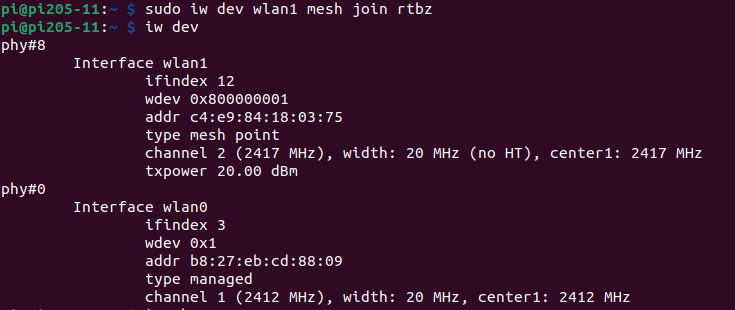 pi@pi205-11:~ $ sudo iw dev wlan1 mesh join rtbz
pi@pi205-11:~ $ iw dev
phy#8
        Interface wlan1
                ifindex 12
                wdev 0x800000001
                addr c4:e9:84:18:03:75
                type mesh point
                channel 2 (2417 MHz), width: 20 MHz (no HT), center1: 2417 MHz
                txpower 20.00 dBm
phy#0
        Interface wlan0
                ifindex 3
                wdev 0x1
                addr b8:27:eb:cd:88:09
                type managed
                channel 1 (2412 MHz), width: 20 MHz, center1: 2412 MHz